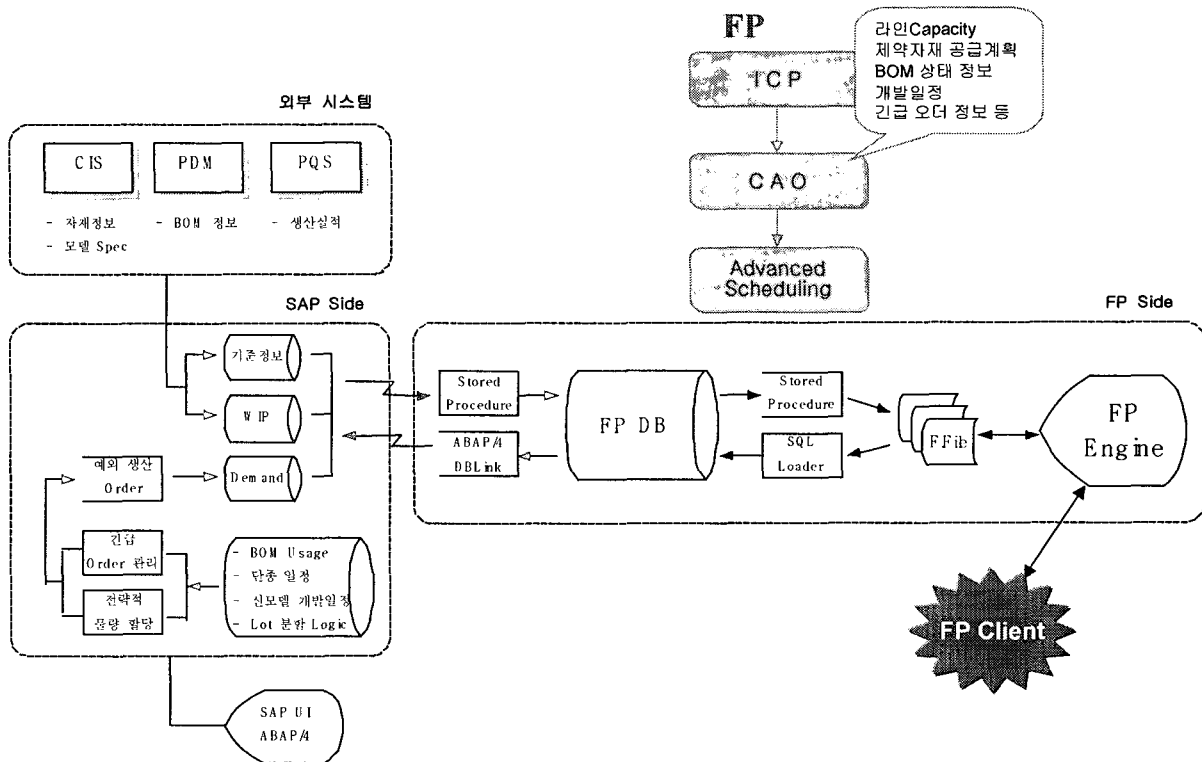 FP
라인Capacity
제약자재 공급계획
BOM 상태 정보
개발일정
긴급 오더 정보 등
ICP
CAO
Advanced
Scheduling
외부 시스템
CIS
PDM
PQS
- 자재정보
- 모델 Spec
- BOM 정보
- 생산실적
SAP Side
기준정보
WIP
예외 생산
Order
Demand
긴급
Order 관리
전략적
물량 할당
- BOM Usage
- 단종 일정
- 신모델 개발일정
- Lot 분할 Logic
SAP UI
ABAP/4
FP Side
Stored
Procedure
ABAP/4
DBLink
FP DB
Stored
Procedure
SQL
Loader
FFile
FP
Engine
FP Client